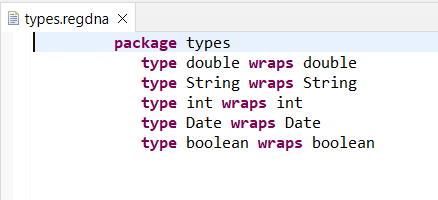 types.regdna
package types
type double wraps double
type String wraps String
type int wraps int
type Date wraps Date
type boolean wraps boolean